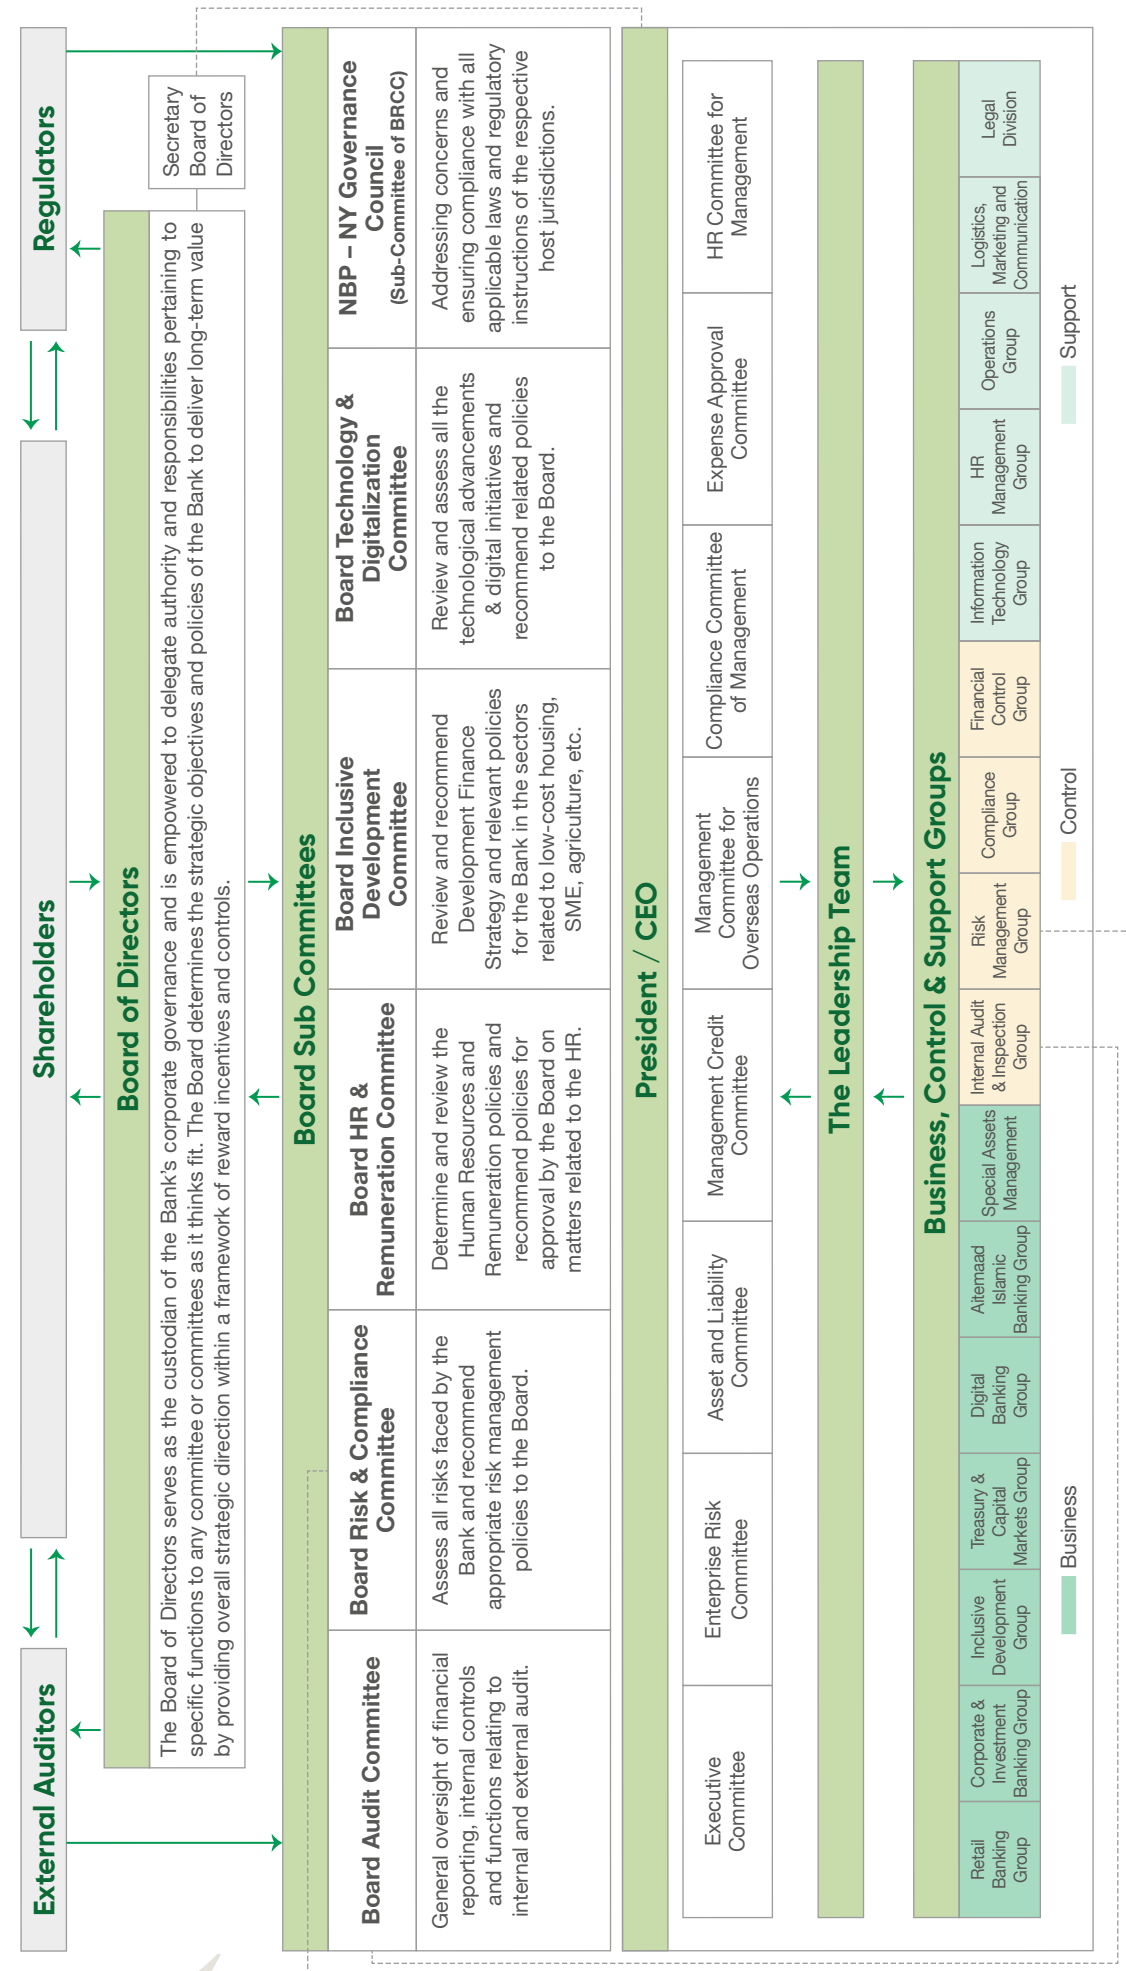 External Auditors
Shareholders
Regulators
Board of Directors
The Board of Directors serves as the custodian of the Bank’s corporate governance and is empowered to delegate authority and responsibilities pertaining to
specific functions to any committee or committees as it thinks fit. The Board determines the strategic objectives and policies of the Bank to deliver long-term value
by providing overall strategic direction within a framework of reward incentives and controls.
Secretary
Board of
Directors
Board Sub Committees
Board Audit Committee
General oversight of financial
reporting, internal controls
and functions relating to
internal and external audit.
Board Risk & Compliance
Committee
Assess all risks faced by the
Bank and recommend
appropriate risk management
policies to the Board.
Board HR &
Remuneration Committee
Determine and review the
Human Resources and
Remuneration policies and
recommend policies for
approval by the Board on
matters related to the HR.
Board Inclusive
Development
Committee
Review and recommend
Development Finance
Strategy and relevant policies
for the Bank in the sectors
related to low-cost housing,
SME, agriculture, etc.
Board Technology &
Digitalization
Committee
Review and assess all the
technological advancements
& digital initiatives and
recommend related policies
to the Board.
NBP – NY Governance
Council
(Sub-Committee of BRCC)
Addressing concerns and
ensuring compliance with all
applicable laws and regulatory
instructions of the respective
host jurisdictions.
President / CEO
Executive
Committee
Enterprise Risk
Committee
Asset and Liability
Committee
Management Credit
Committee
Management
Committee for
Overseas Operations
Compliance Committee
of Management
Expense Approval
Committee
HR Committee for
Management
The Leadership Team
Business, Control & Support Groups
Retail
Banking
Group
Corporate &
Investment
Banking Group
Inclusive
Development
Group
Treasury &
Capital
Markets Group
Digital
Banking
Group
Aitemaad
Islamic
Banking Group
Special Assets
Management
Internal Audit
& Inspection
Group
Risk
Management
Group
Compliance
Group
Financial
Control
Group
Information
Technology
Group
HR
Management
Group
Operations
Group
Logistics,
Marketing and
Communication
Legal
Division
Business
Control
Support